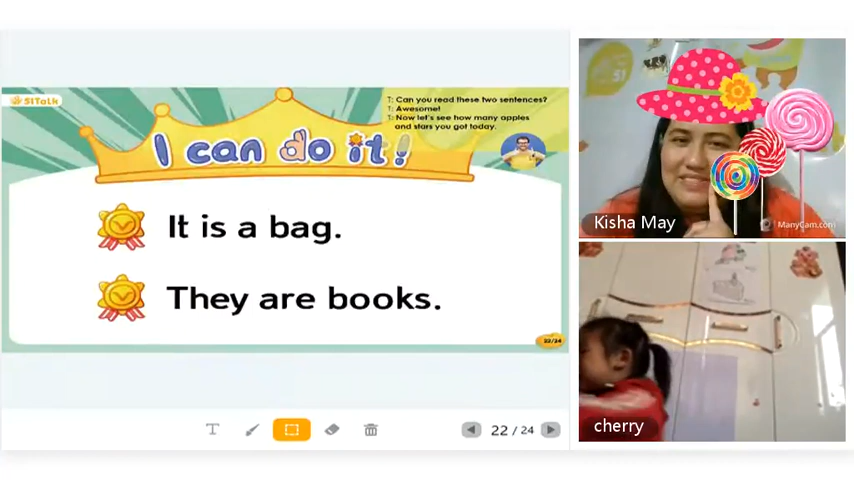 51Talk
T: Can you read these two sentences?
T: Awesome!
T: Now let's see how many apples
and stars you got today.
I can do it!
It is a bag.
They are books.
22/24
T
22 / 24
51
Kisha May
ManyCam.com
cherry